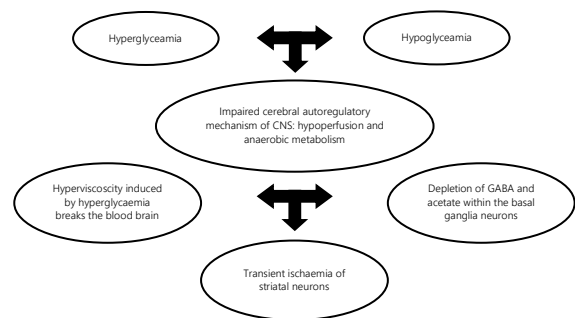 Hyperglyceamia
Hypoglyceamia
Impaired cerebral autoregulatory
mechanism of CNS: hypoperfusion and
anaerobic metabolism
Hyperviscocity induced
by hyperglycaemia
breaks the blood brain
Depletion of GABA and
acetate within the basal
ganglia neurons
Transient ischaemia of
striatal neurons